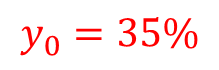 y₀ = 35%